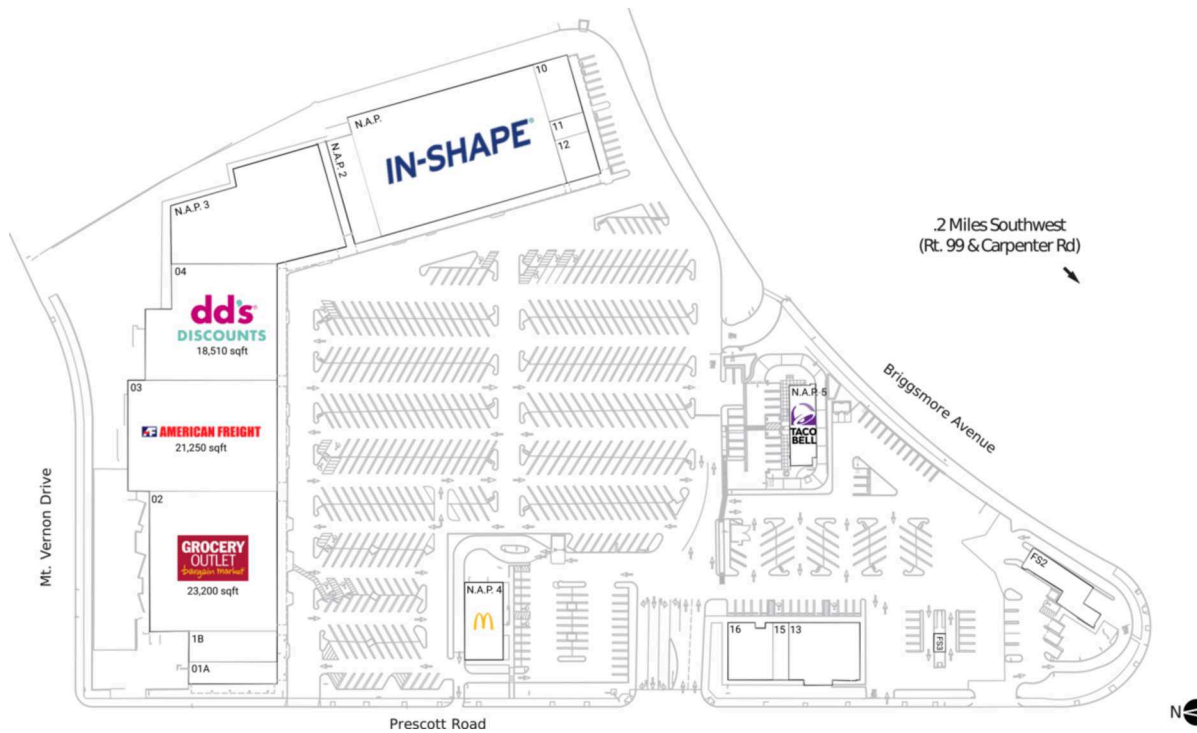 10
N.A.P.
IN-SHAPE®
11
12
N.A.P. 2
N.A.P. 3
.2 Miles Southwest
(Rt. 99 & Carpenter Rd)
04
dd's
DISCOUNTS
18,510 sqft
03
AF AMERICAN FREIGHT
21,250 sqft
N.A.P. 5
TACO
BELL
Briggsmore Avenue
Mt. Vernon Drive
02
GROCERY
OUTLET
bargain market
23,200 sqft
N.A.P. 4
FS2
1B
01A
16
15
13
FS3
Prescott Road
N